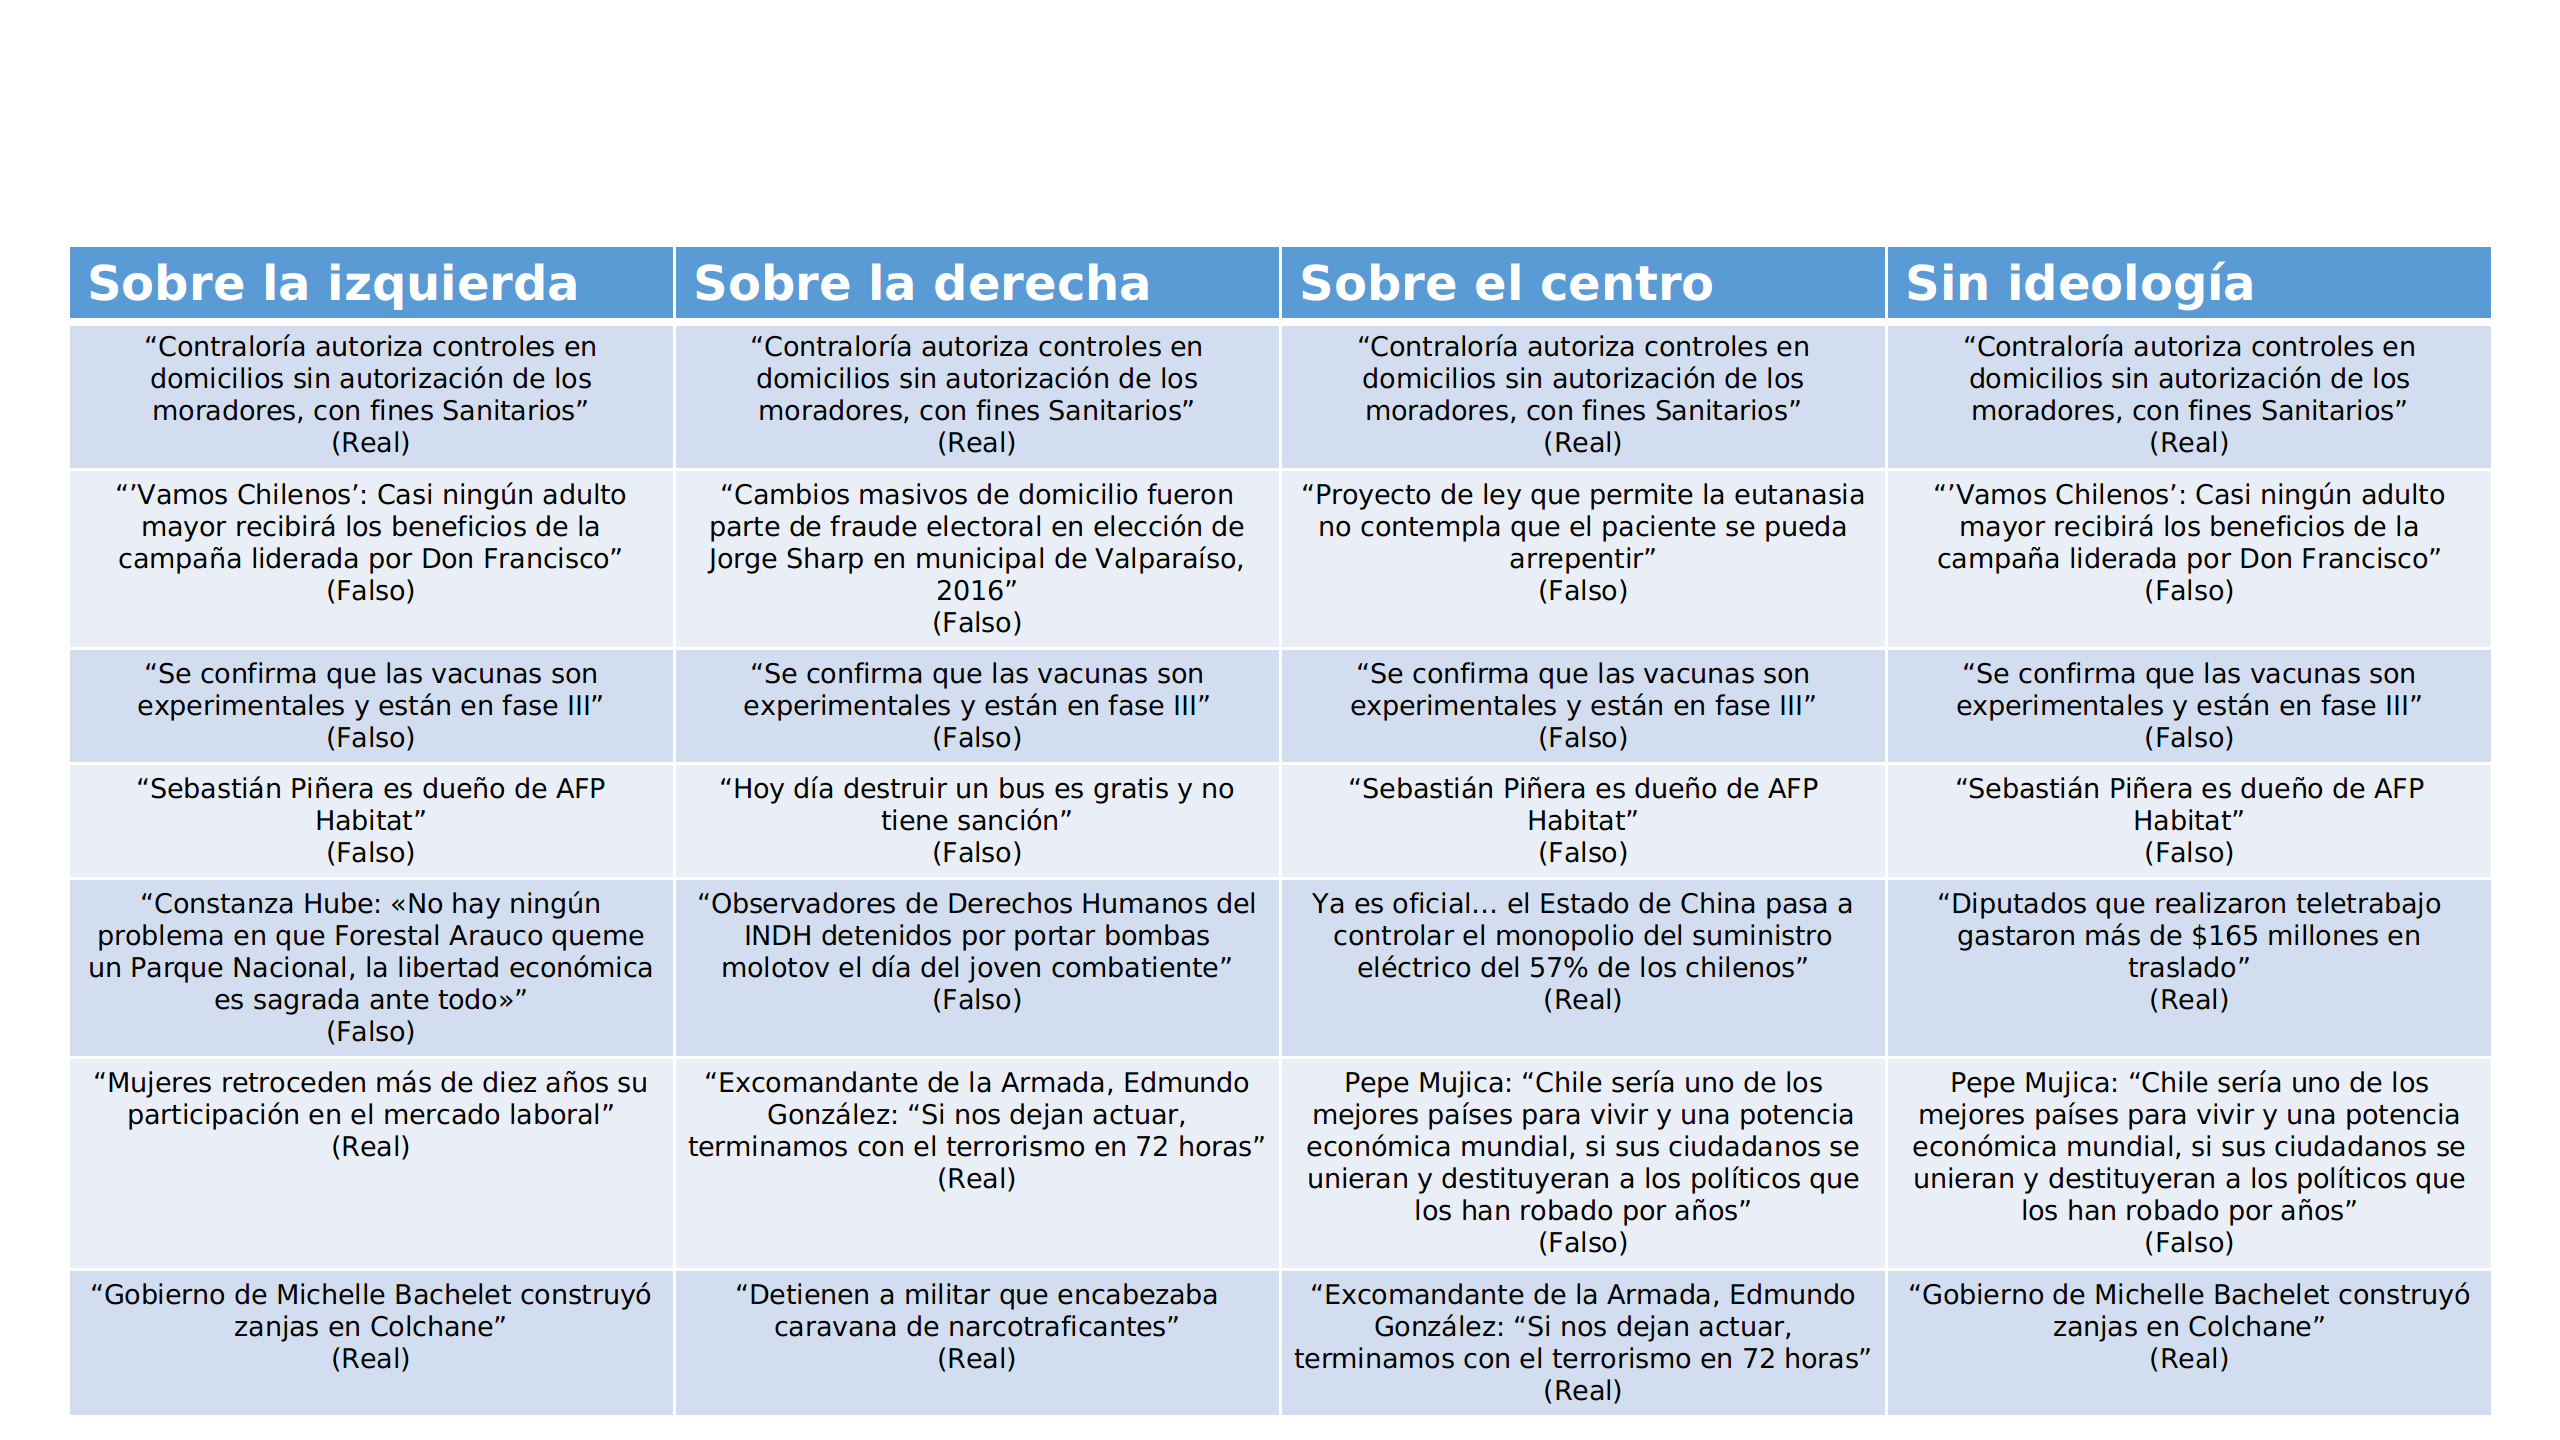 Sobre la izquierda
Sobre la derecha
Sobre el centro
Sin ideología
“Contraloría autoriza controles en
domicilios sin autorización de los
moradores, con fines Sanitarios”
(Real)
“Contraloría autoriza controles en
domicilios sin autorización de los
moradores, con fines Sanitarios”
(Real)
“Contraloría autoriza controles en
domicilios sin autorización de los
moradores, con fines Sanitarios”
(Real)
“Contraloría autoriza controles en
domicilios sin autorización de los
moradores, con fines Sanitarios”
(Real)
“’Vamos Chilenos’: Casi ningún adulto
mayor recibirá los beneficios de la
campaña liderada por Don Francisco”
(Falso)
“Cambios masivos de domicilio fueron
parte de fraude electoral en elección de
Jorge Sharp en municipal de Valparaíso,
2016”
(Falso)
“Proyecto de ley que permite la eutanasia
no contempla que el paciente se pueda
arrepentir”
(Falso)
“’Vamos Chilenos’: Casi ningún adulto
mayor recibirá los beneficios de la
campaña liderada por Don Francisco”
(Falso)
“Se confirma que las vacunas son
experimentales y están en fase III”
(Falso)
“Se confirma que las vacunas son
experimentales y están en fase III”
(Falso)
“Se confirma que las vacunas son
experimentales y están en fase III”
(Falso)
“Se confirma que las vacunas son
experimentales y están en fase III”
(Falso)
“Sebastián Piñera es dueño de AFP
Habitat”
(Falso)
“Hoy día destruir un bus es gratis y no
tiene sanción”
(Falso)
“Sebastián Piñera es dueño de AFP
Habitat”
(Falso)
“Sebastián Piñera es dueño de AFP
Habitat”
(Falso)
“Constanza Hube: «No hay ningún
problema en que Forestal Arauco queme
un Parque Nacional, la libertad económica
es sagrada ante todo»”
(Falso)
“Observadores de Derechos Humanos del
INDH detenidos por portar bombas
molotov el día del joven combatiente”
(Falso)
Ya es oficial… el Estado de China pasa a
controlar el monopolio del suministro
eléctrico del 57% de los chilenos”
(Real)
“Diputados que realizaron teletrabajo
gastaron más de $165 millones en
traslado”
(Real)
“Mujeres retroceden más de diez años su
participación en el mercado laboral”
(Real)
“Excomandante de la Armada, Edmundo
González: “Si nos dejan actuar,
terminamos con el terrorismo en 72 horas”
(Real)
Pepe Mujica: “Chile sería uno de los
mejores países para vivir y una potencia
económica mundial, si sus ciudadanos se
unieran y destituyeran a los políticos que
los han robado por años”
(Falso)
Pepe Mujica: “Chile sería uno de los
mejores países para vivir y una potencia
económica mundial, si sus ciudadanos se
unieran y destituyeran a los políticos que
los han robado por años”
(Falso)
“Gobierno de Michelle Bachelet construyó
zanjas en Colchane”
(Real)
“Detienen a militar que encabezaba
caravana de narcotraficantes”
(Real)
“Excomandante de la Armada, Edmundo
González: “Si nos dejan actuar,
terminamos con el terrorismo en 72 horas”
(Real)
“Gobierno de Michelle Bachelet construyó
zanjas en Colchane”
(Real)